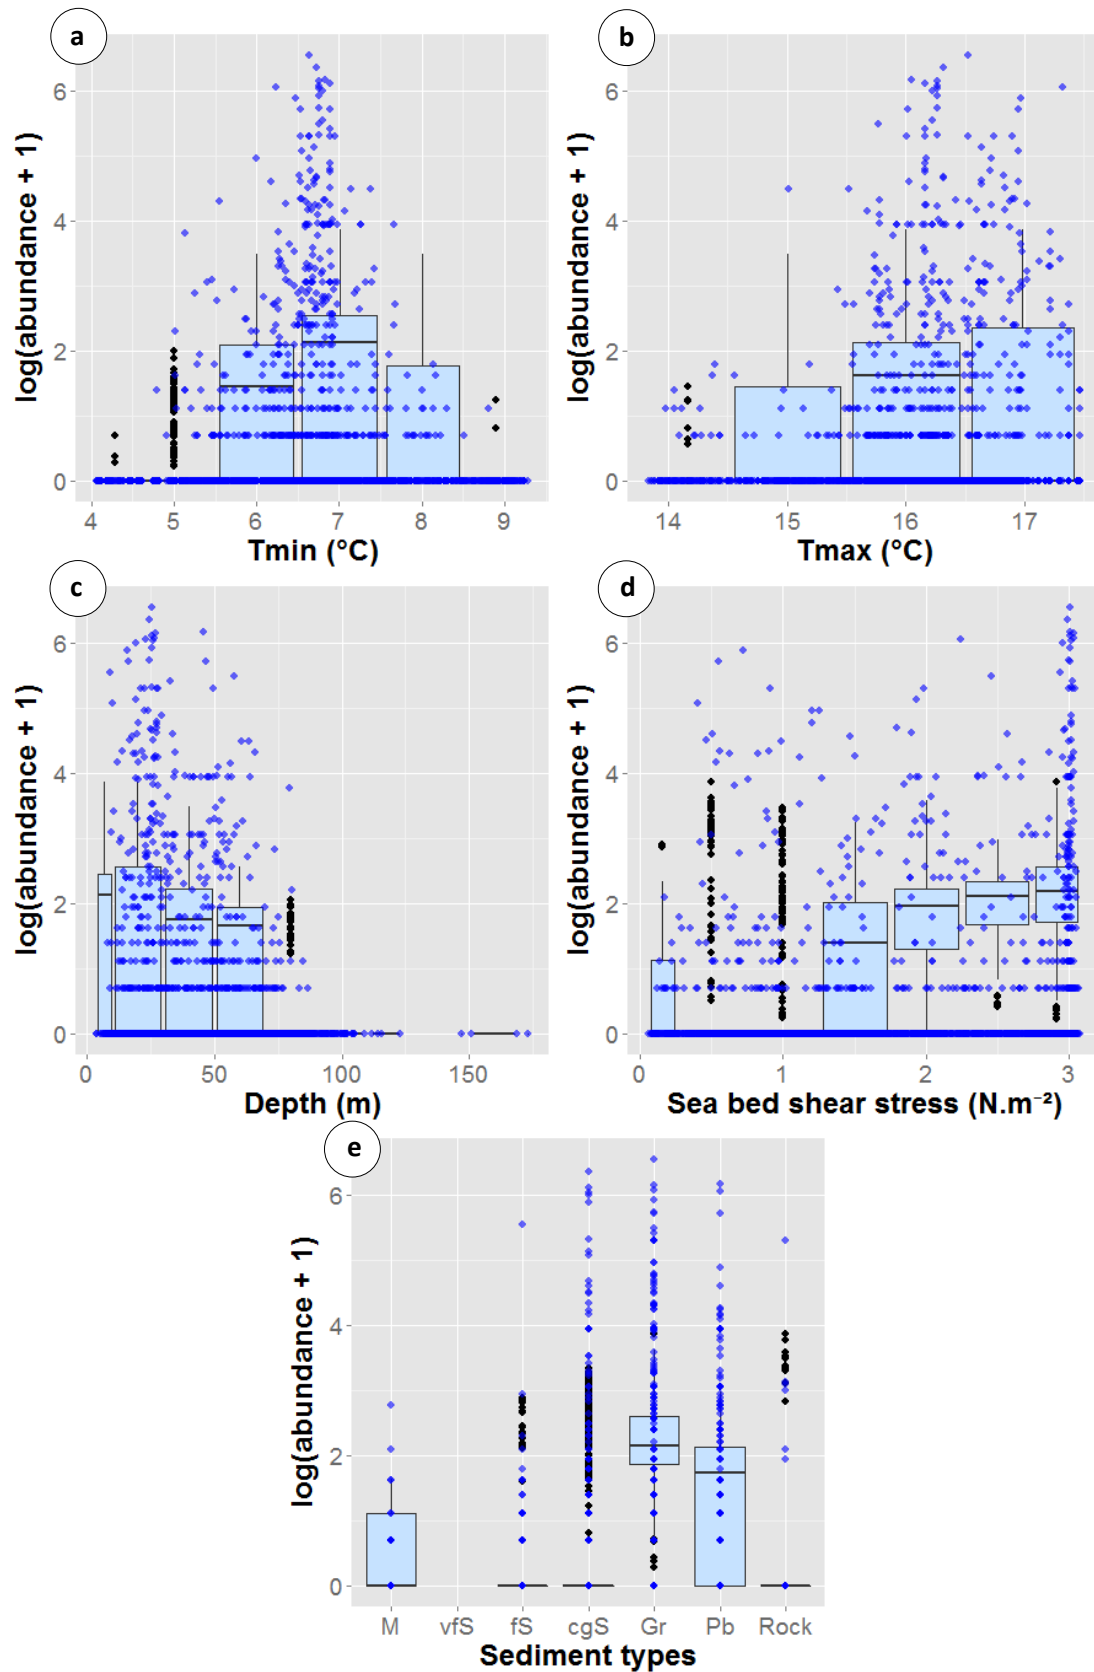 a
b
log(abundance + 1)
6
4
2
0
4 5 6 7 8 9
Tmin (°C)
log(abundance + 1)
6
4
2
0
14 15 16 17
Tmax (°C)
c
d
log(abundance + 1)
6
4
2
0
0 50 100 150
Depth (m)
log(abundance + 1)
6
4
2
0
0 1 2 3
Sea bed shear stress (N.m⁻²)
e
log(abundance + 1)
6
4
2
0
M vfS fS cgS Gr Pb Rock
Sediment types